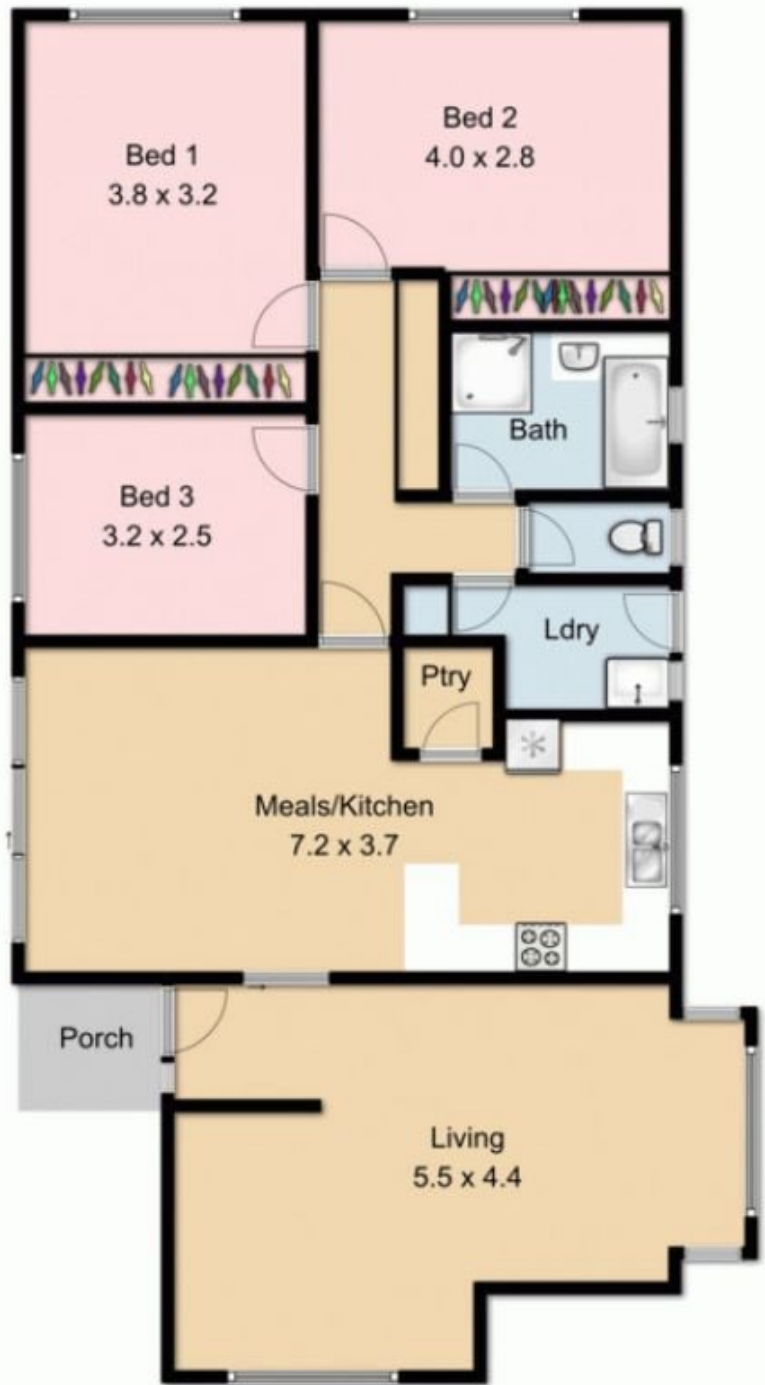 Bed 1
3.8 x 3.2
Bed 2
4.0 x 2.8
Bath
Bed 3
3.2 x 2.5
Ldry
Ptry
Meals/Kitchen
7.2 x 3.7
Porch
Living
5.5 x 4.4